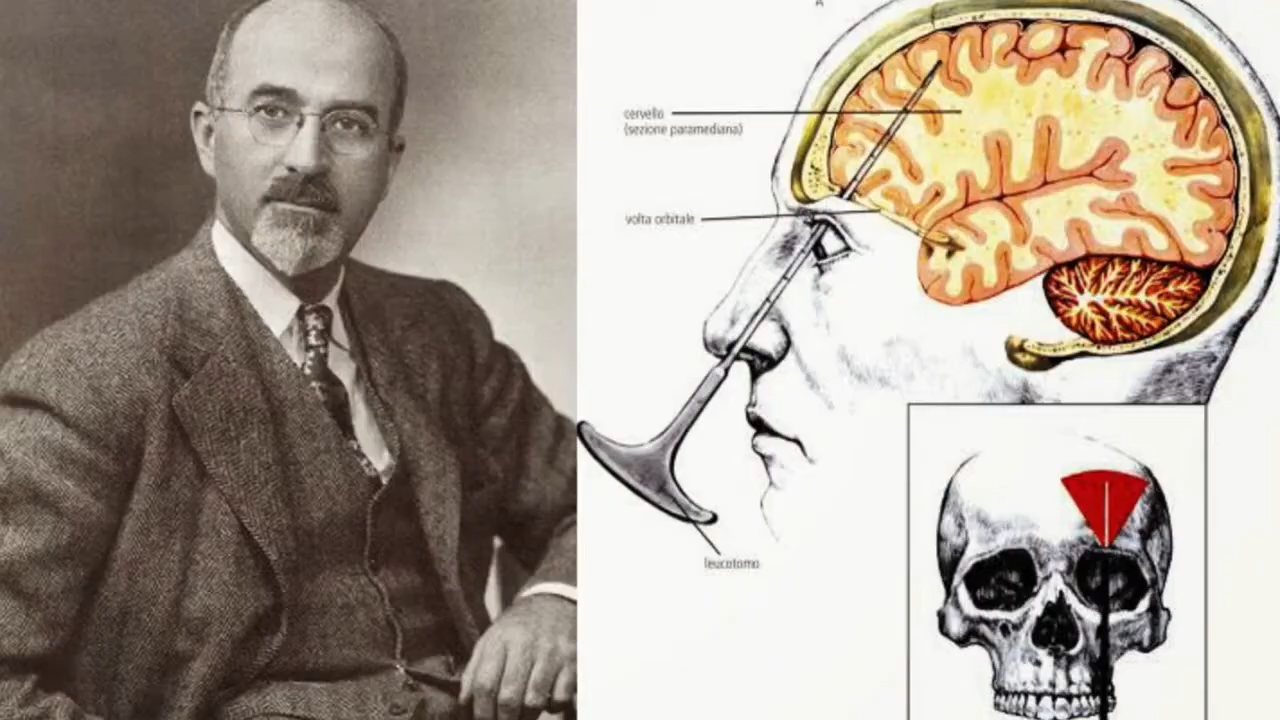 A
cervello
(sezione paramediana)
volta orbitale
leucotomo